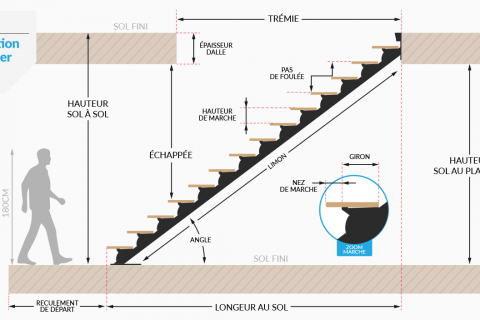 TRÉMIE
SOL FINI
tion
er
ÉPAISSEUR
DALLE
PAS
DE FOULÉE
HAUTEUR
SOL À SOL
HAUTEUR
DE MARCHE
ÉCHAPPÉE
LIMON
GIRON
HAUTEU
SOL AU PLA
NEZ
DE MARCHE
180CM
ANGLE
ZOOM
MARCHE
SOL FINI
RECULEMENT
DE DÉPART
LONGEUR AU SOL